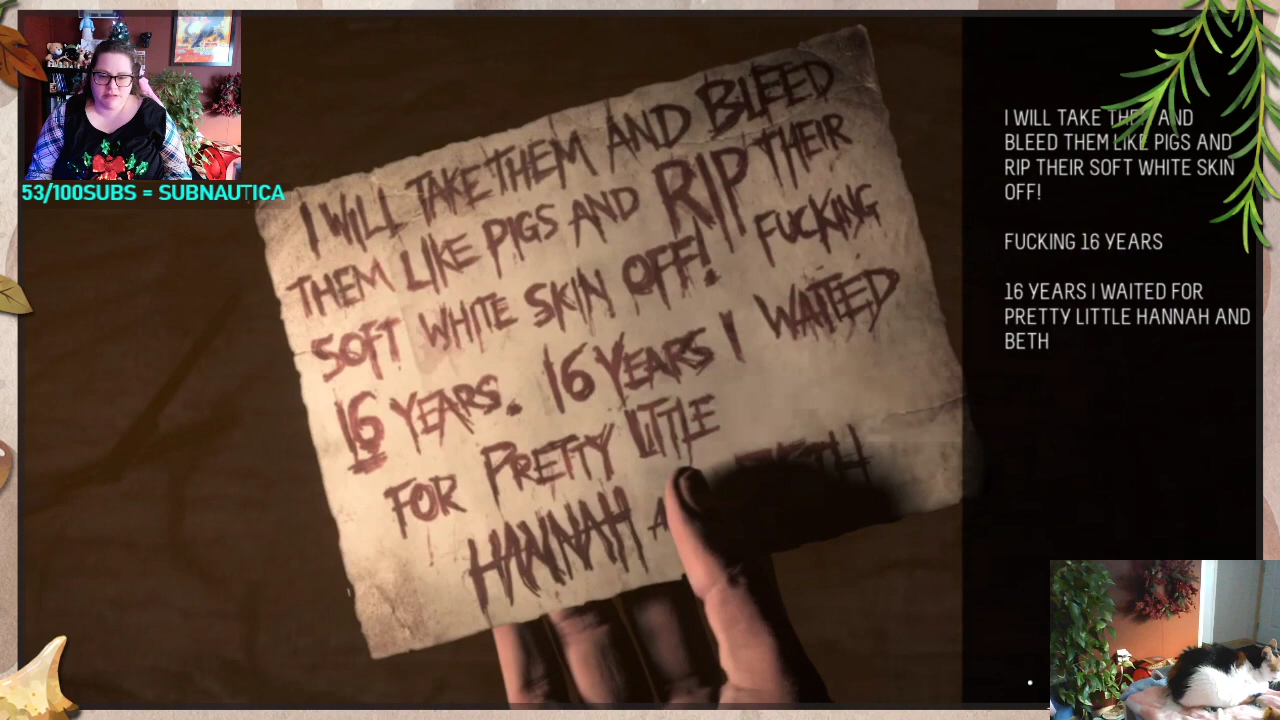 53/100SUBS = SUBNAUTICA
I WILL TAKE THEM AND BLEED
THEM LIKE PIGS AND RIP THEIR
SOFT WHITE SKIN OFF! FUCKING
16 YEARS. 16 YEARS I WAITED
FOR PRETTY LITTLE
HANNAH A BETH
I WILL TAKE THEM AND
BLEED THEM LIKE PIGS AND
RIP THEIR SOFT WHITE SKIN
OFF!
FUCKING 16 YEARS
16 YEARS I WAITED FOR
PRETTY LITTLE HANNAH AND
BETH